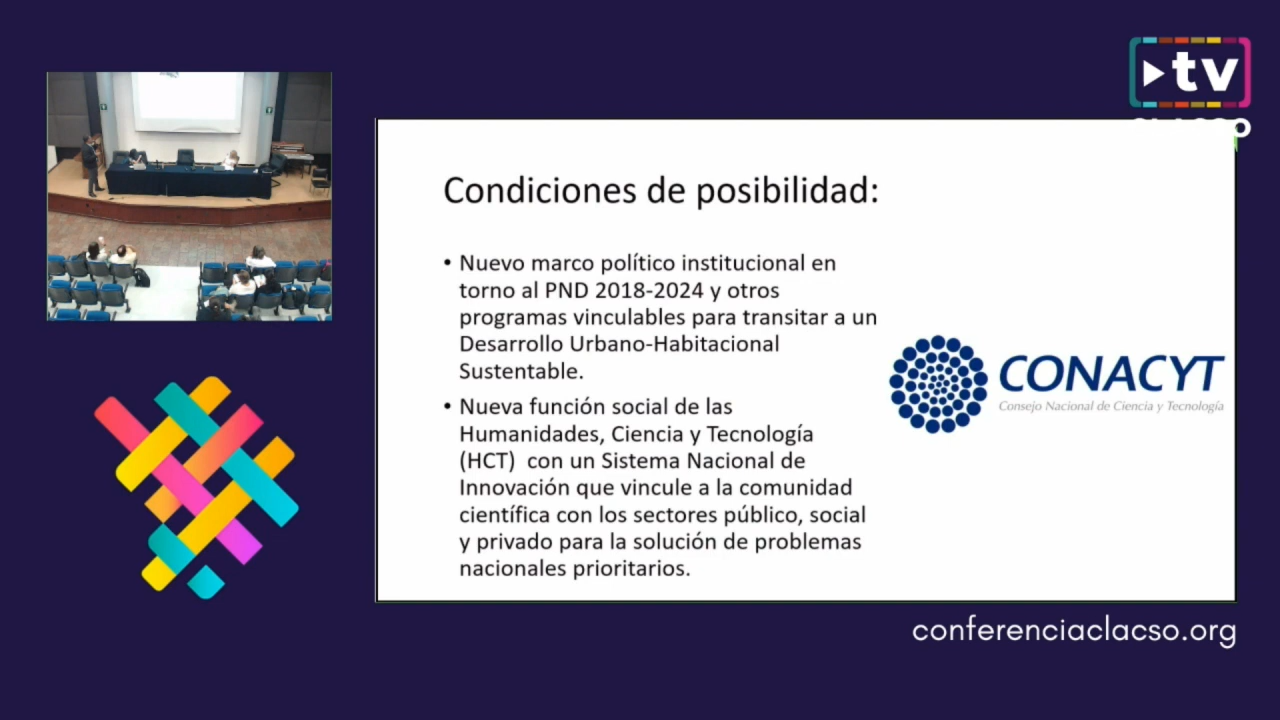 tv
Condiciones de posibilidad:
• Nuevo marco político institucional en
torno al PND 2018-2024 y otros
programas vinculables para transitar a un
Desarrollo Urbano-Habitacional
Sustentable.
• Nueva función social de las
Humanidades, Ciencia y Tecnología
(HCT) con un Sistema Nacional de
Innovación que vincule a la comunidad
científica con los sectores público, social
y privado para la solución de problemas
nacionales prioritarios.
CONACYT
Consejo Nacional de Ciencia y Tecnología
conferenciaclacso.org